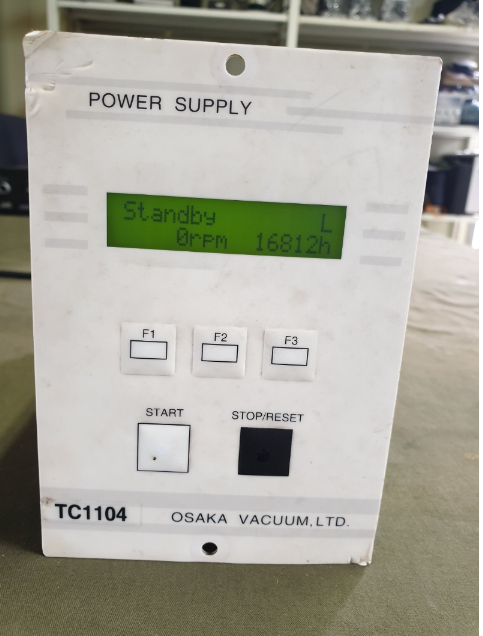 POWER SUPPLY
Standby L
0rpm 16812h
F1 F2 F3
START STOP/RESET
TC1104 OSAKA VACUUM,LTD.